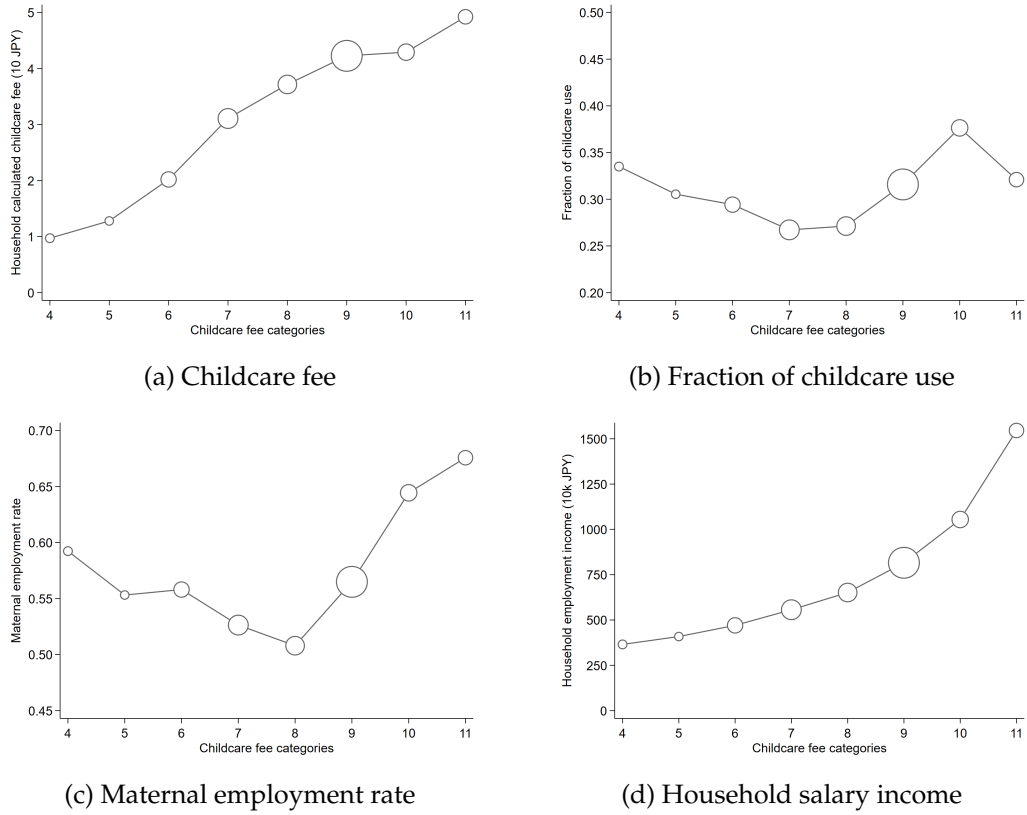 Household calculated childcare fee (10 JPY)
5
4
3
2
1
0
4 5 6 7 8 9 10 11
Childcare fee categories
(a) Childcare fee
Fraction of childcare use
0.50
0.45
0.40
0.35
0.30
0.25
0.20
4 5 6 7 8 9 10 11
Childcare fee categories
(b) Fraction of childcare use
Maternal employment rate
0.70
0.65
0.60
0.55
0.50
0.45
4 5 6 7 8 9 10 11
Childcare fee categories
(c) Maternal employment rate
Household employment income (10k JPY)
1500
1250
1000
750
500
250
0
4 5 6 7 8 9 10 11
Childcare fee categories
(d) Household salary income